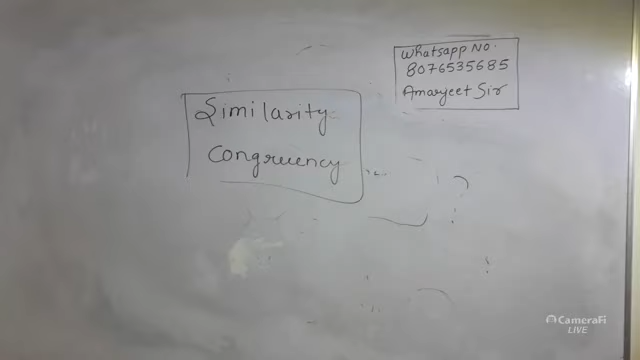 Whatsapp No.
8076535685
Amarjeet Sir
Similarity
Congruency
CameraFi
LIVE